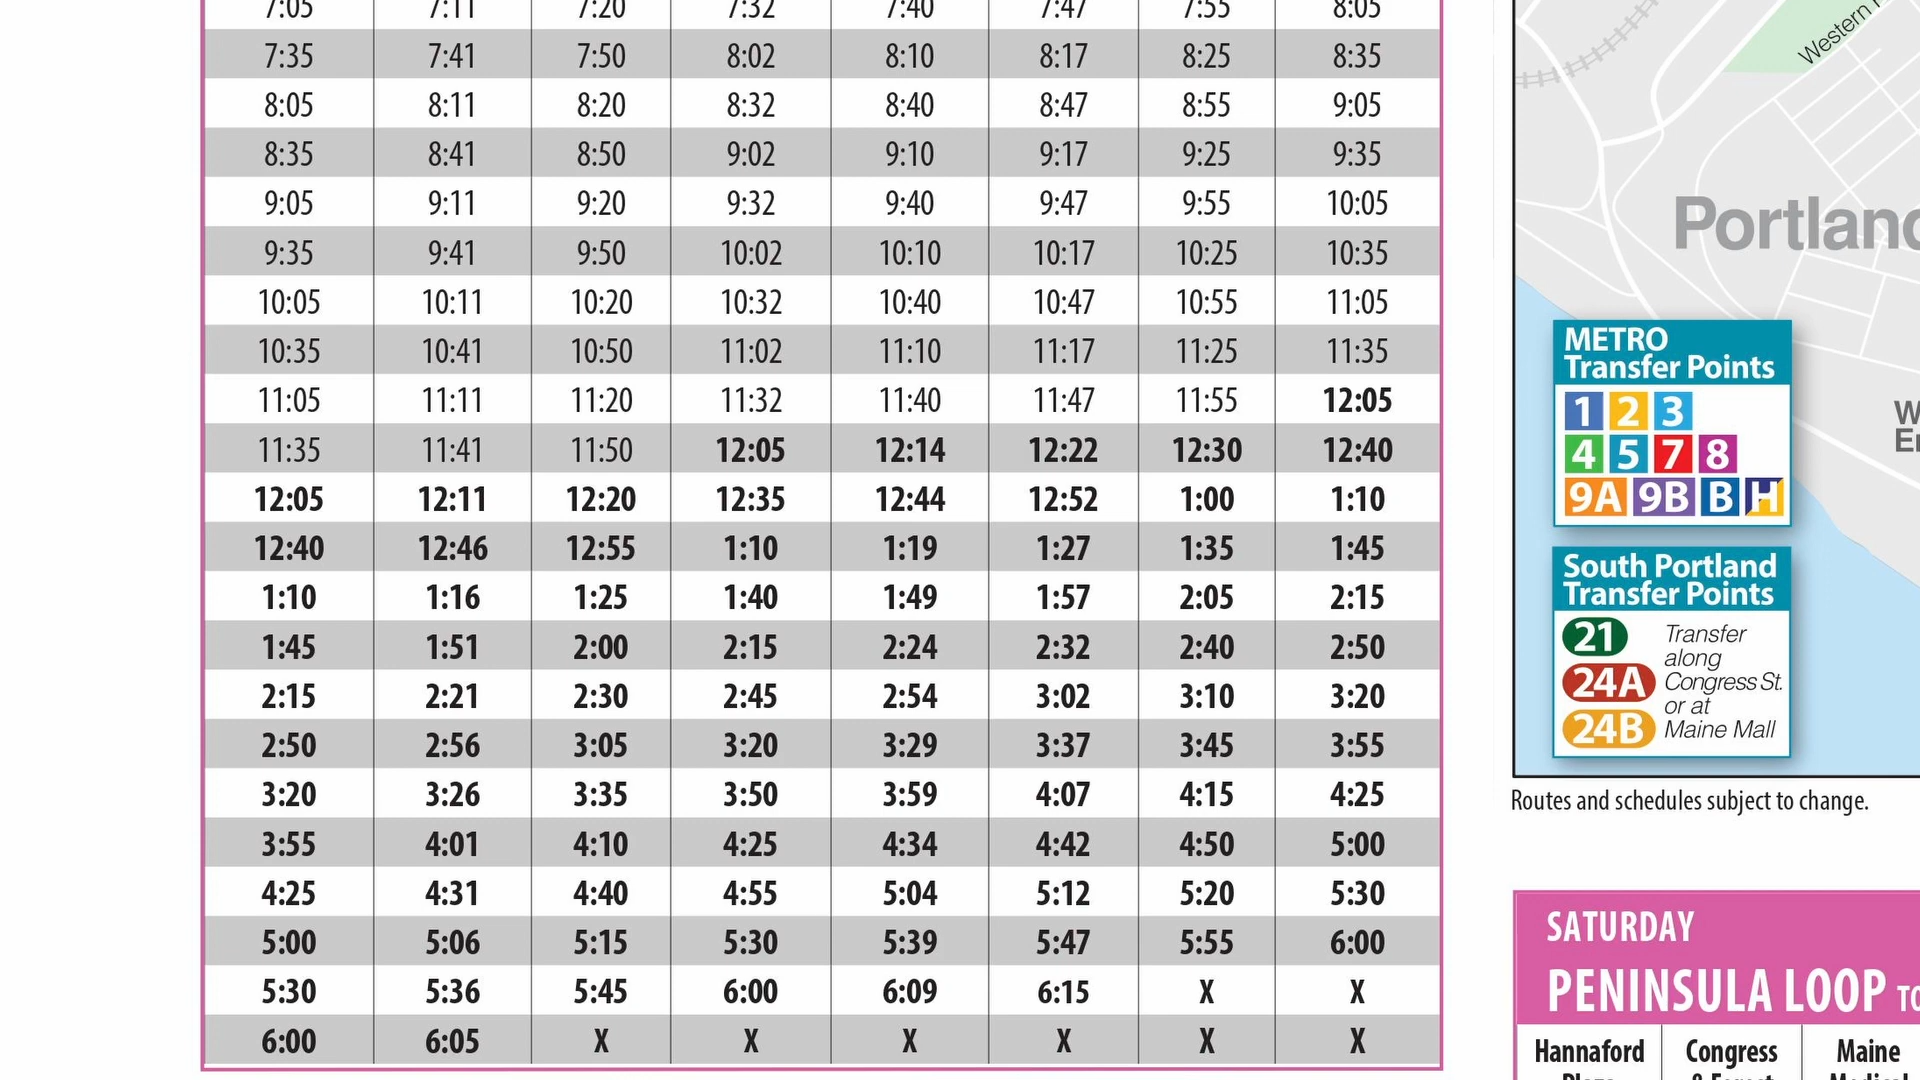 7:05 7:11 7:20 7:32 7:40 7:47 7:55 8:05
7:35 7:41 7:50 8:02 8:10 8:17 8:25 8:35
8:05 8:11 8:20 8:32 8:40 8:47 8:55 9:05
8:35 8:41 8:50 9:02 9:10 9:17 9:25 9:35
9:05 9:11 9:20 9:32 9:40 9:47 9:55 10:05
9:35 9:41 9:50 10:02 10:10 10:17 10:25 10:35
10:05 10:11 10:20 10:32 10:40 10:47 10:55 11:05
10:35 10:41 10:50 11:02 11:10 11:17 11:25 11:35
11:05 11:11 11:20 11:32 11:40 11:47 11:55 12:05
11:35 11:41 11:50 12:05 12:14 12:22 12:30 12:40
12:05 12:11 12:20 12:35 12:44 12:52 1:00 1:10
12:40 12:46 12:55 1:10 1:19 1:27 1:35 1:45
1:10 1:16 1:25 1:40 1:49 1:57 2:05 2:15
1:45 1:51 2:00 2:15 2:24 2:32 2:40 2:50
2:15 2:21 2:30 2:45 2:54 3:02 3:10 3:20
2:50 2:56 3:05 3:20 3:29 3:37 3:45 3:55
3:20 3:26 3:35 3:50 3:59 4:07 4:15 4:25
3:55 4:01 4:10 4:25 4:34 4:42 4:50 5:00
4:25 4:31 4:40 4:55 5:04 5:12 5:20 5:30
5:00 5:06 5:15 5:30 5:39 5:47 5:55 6:00
5:30 5:36 5:45 6:00 6:09 6:15 X X
6:00 6:05 X X X X X X
Western
Portland
METRO
Transfer Points
1 2 3
4 5 7 8
9A 9B B H
South Portland
Transfer Points
21
24A
24B
Transfer
along
Congress St.
or at
Maine Mall
Routes and schedules subject to change.
SATURDAY
PENINSULA LOOP TO
Hannaford Congress Maine